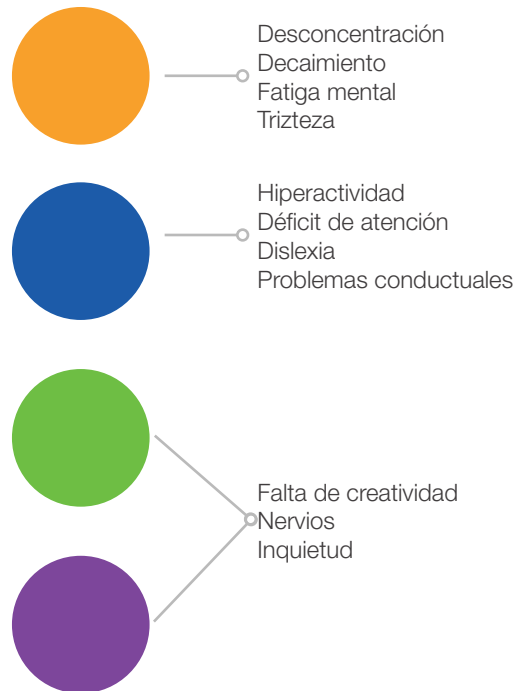 Desconcentración
Decaimiento
Fatiga mental
Trizteza
Hiperactividad
Déficit de atención
Dislexia
Problemas conductuales
Falta de creatividad
Nervios
Inquietud